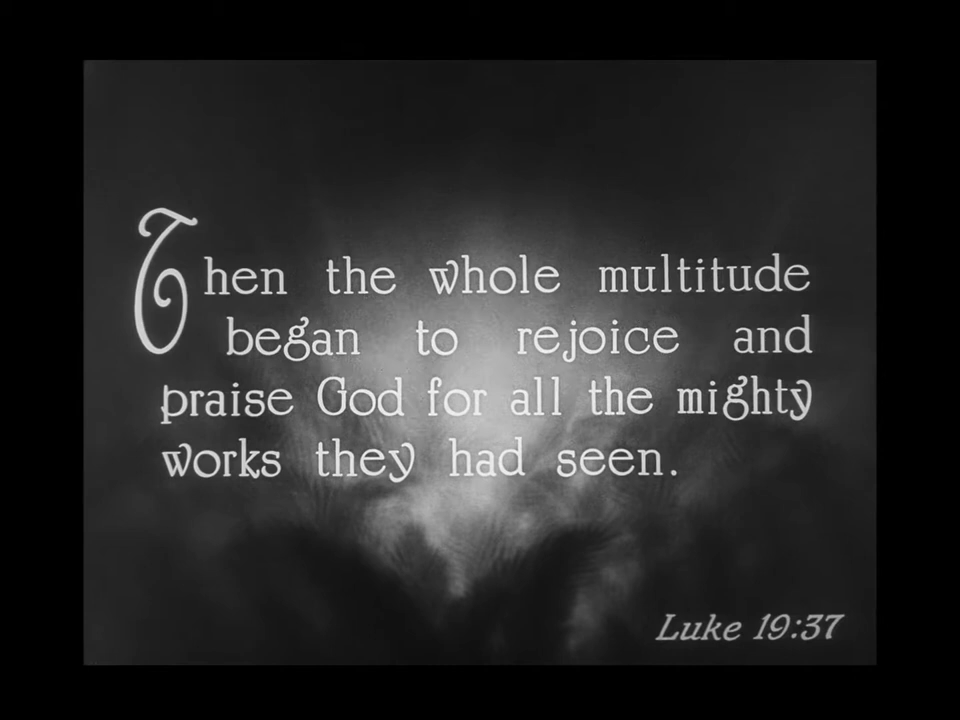 Then the whole multitude
began to rejoice and
praise God for all the mighty
works they had seen.
Luke 19:37